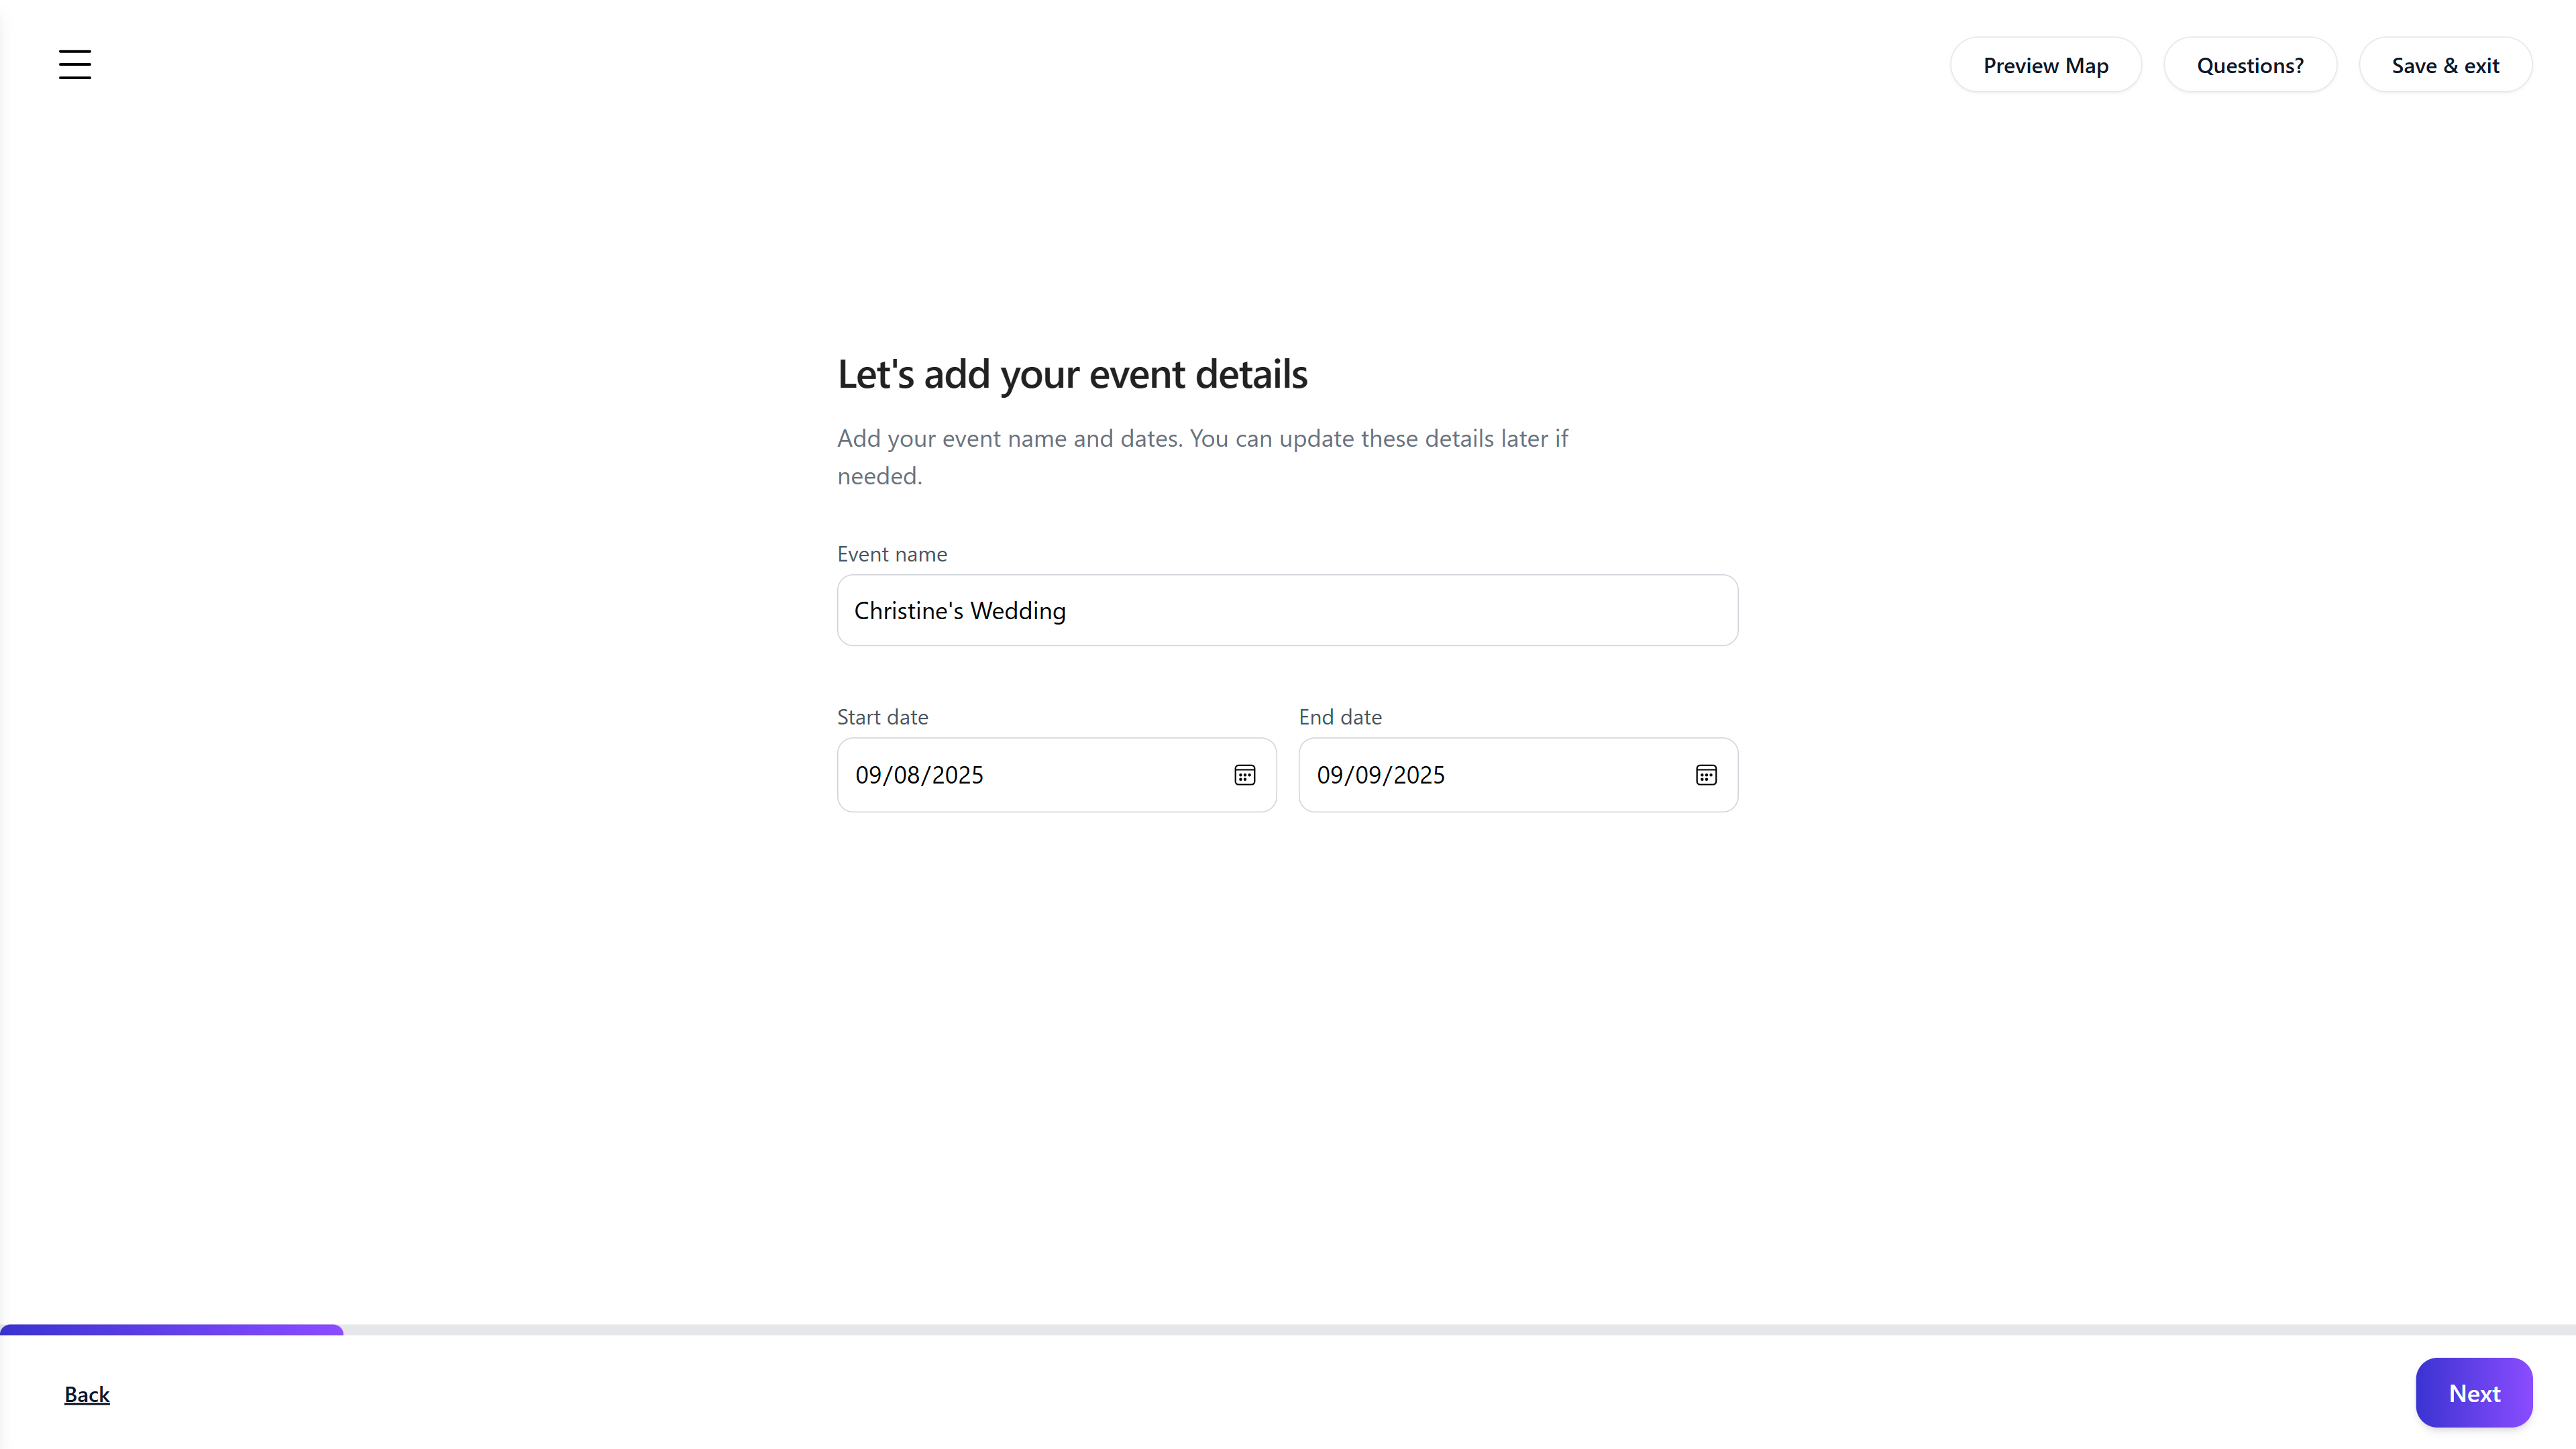 Preview Map
Questions?
Save & exit
Let's add your event details
Add your event name and dates. You can update these details later if
needed.
Event name
Christine's Wedding
Start date
End date
09/08/2025
09/09/2025
Back
Next